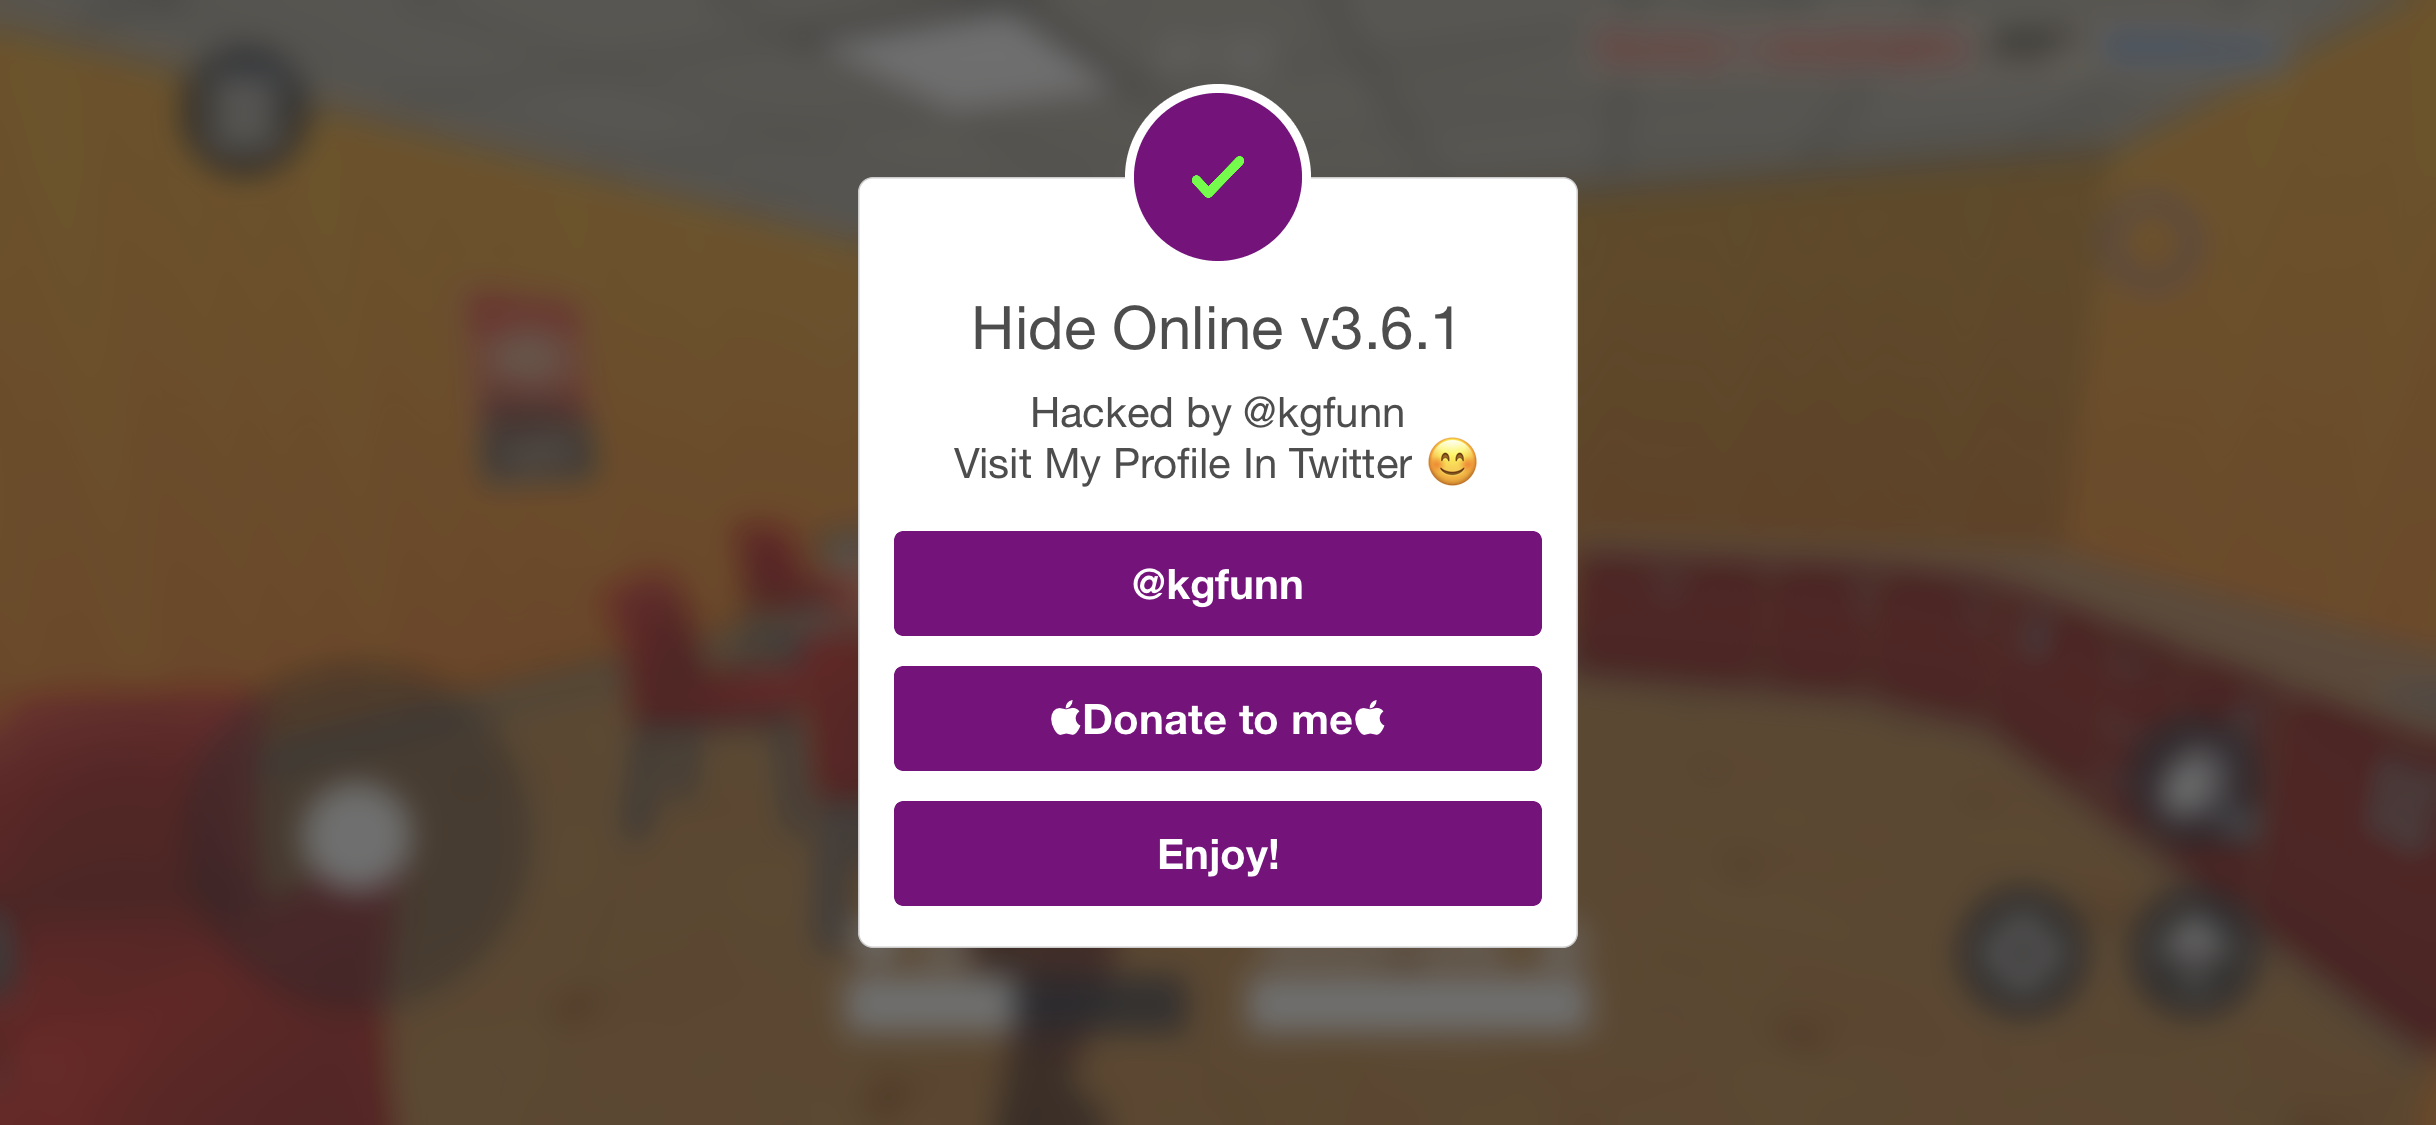 Hide Online v3.6.1
Hacked by @kgfunn
Visit My Profile In Twitter 😊
@kgfunn
Donate to me
Enjoy!